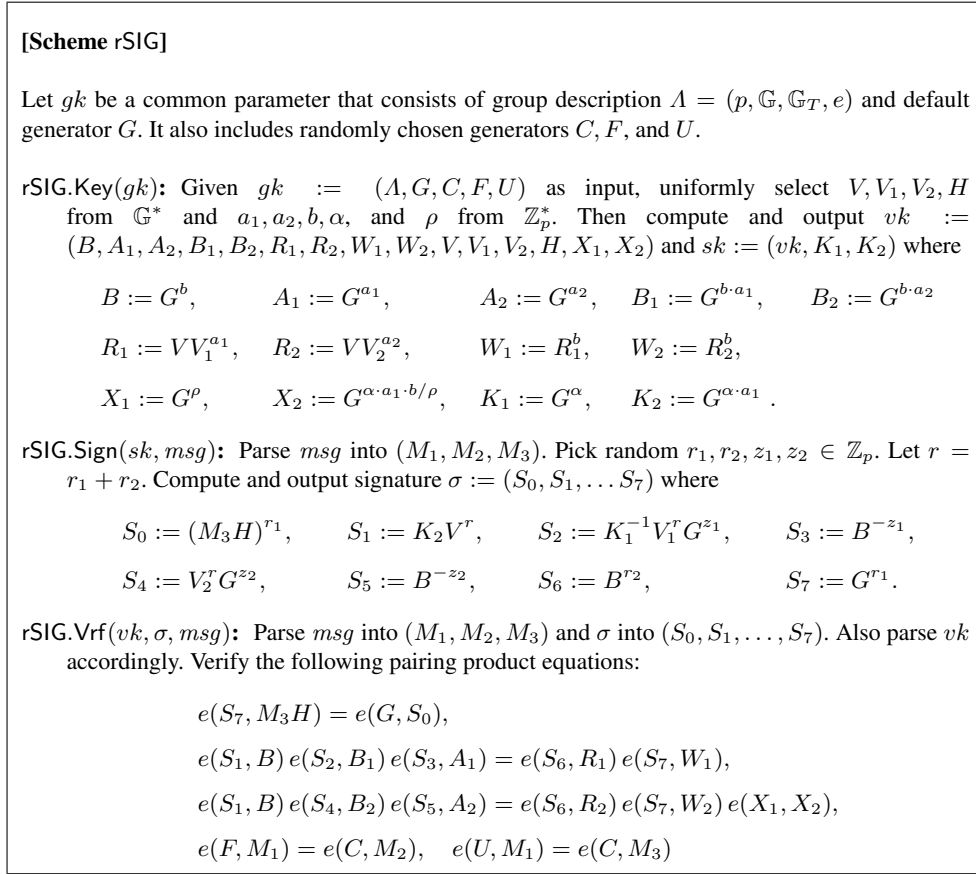 [Scheme rSIG]
Let gk be a common parameter that consists of group description Λ = (p, 𝔾, 𝔾_T, e) and default
generator G. It also includes randomly chosen generators C, F, and U.
rSIG.Key(gk): Given gk := (Λ, G, C, F, U) as input, uniformly select V, V_1, V_2, H
from 𝔾^* and a_1, a_2, b, α, and ρ from ℤ_p^*. Then compute and output vk :=
(B, A_1, A_2, B_1, B_2, R_1, R_2, W_1, W_2, V, V_1, V_2, H, X_1, X_2) and sk := (vk, K_1, K_2) where
B := G^b, A_1 := G^{a_1}, A_2 := G^{a_2}, B_1 := G^{b·a_1}, B_2 := G^{b·a_2}
R_1 := VV_1^{a_1}, R_2 := VV_2^{a_2}, W_1 := R_1^b, W_2 := R_2^b,
X_1 := G^ρ, X_2 := G^{α·a_1·b/ρ}, K_1 := G^α, K_2 := G^{α·a_1} .
rSIG.Sign(sk, msg): Parse msg into (M_1, M_2, M_3). Pick random r_1, r_2, z_1, z_2 ∈ ℤ_p. Let r =
r_1 + r_2. Compute and output signature σ := (S_0, S_1, . . . S_7) where
S_0 := (M_3H)^{r_1}, S_1 := K_2V^r, S_2 := K_1^{-1}V_1^rG^{z_1}, S_3 := B^{-z_1},
S_4 := V_2^rG^{z_2}, S_5 := B^{-z_2}, S_6 := B^{r_2}, S_7 := G^{r_1}.
rSIG.Vrf(vk, σ, msg): Parse msg into (M_1, M_2, M_3) and σ into (S_0, S_1, . . . , S_7). Also parse vk
accordingly. Verify the following pairing product equations:
e(S_7, M_3H) = e(G, S_0),
e(S_1, B) e(S_2, B_1) e(S_3, A_1) = e(S_6, R_1) e(S_7, W_1),
e(S_1, B) e(S_4, B_2) e(S_5, A_2) = e(S_6, R_2) e(S_7, W_2) e(X_1, X_2),
e(F, M_1) = e(C, M_2), e(U, M_1) = e(C, M_3)